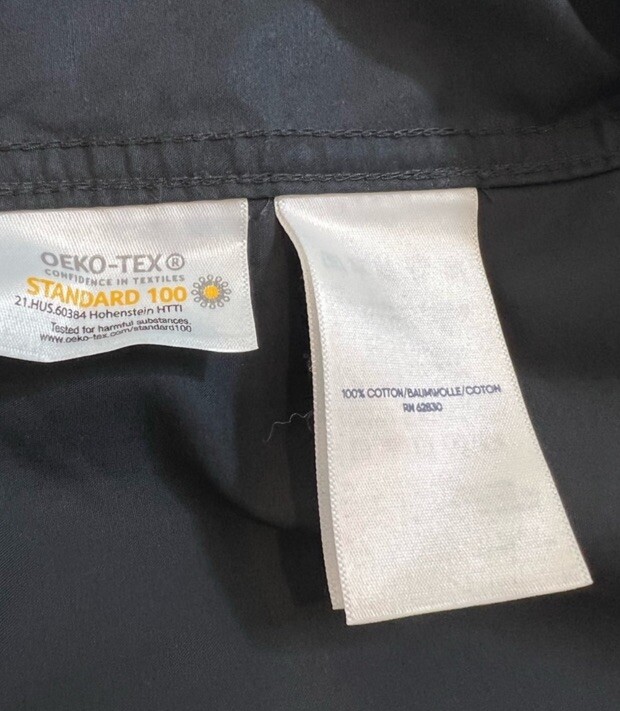 OEKO-TEX®
CONFIDENCE IN TEXTILES
STANDARD 100
21.HUS.60384 Hohenstein HTTI
Tested for harmful substances.
www.oeko-tex.com/standard100
100% COTTON/BAUMWOLLE/COTON
RN 62830